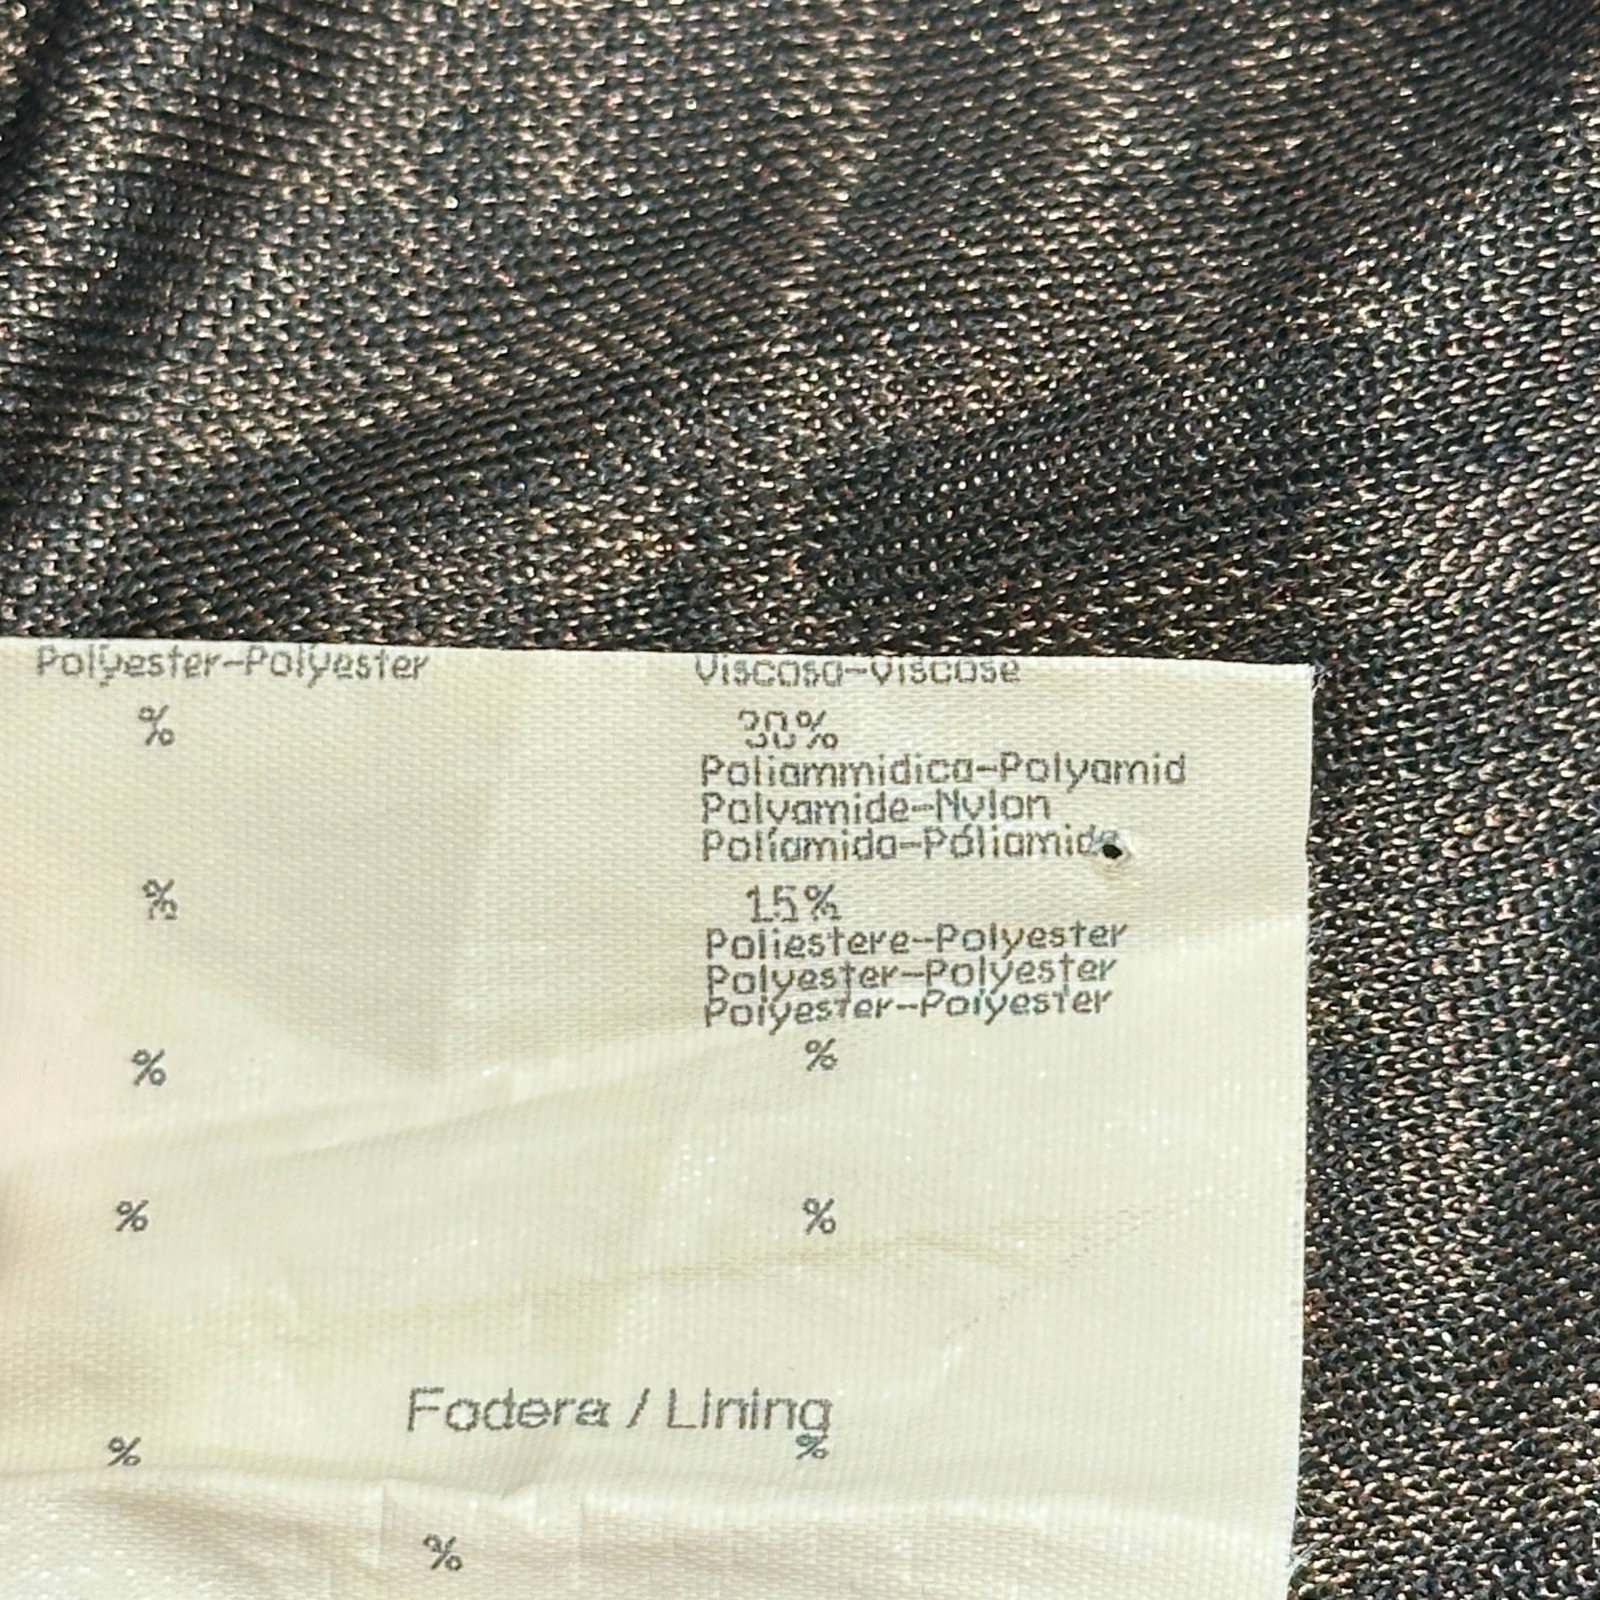 Polyester-Polyester Viscosa-Viscose
% 30%
Poliammidica-Polyamid
Polyamide-Nylon
Poliamida-Poliamida
% 15%
Poliestere-Polyester
Polyester-Polyester
Polyester-Polyester
% %
% %
Fodera / Lining
% %
%